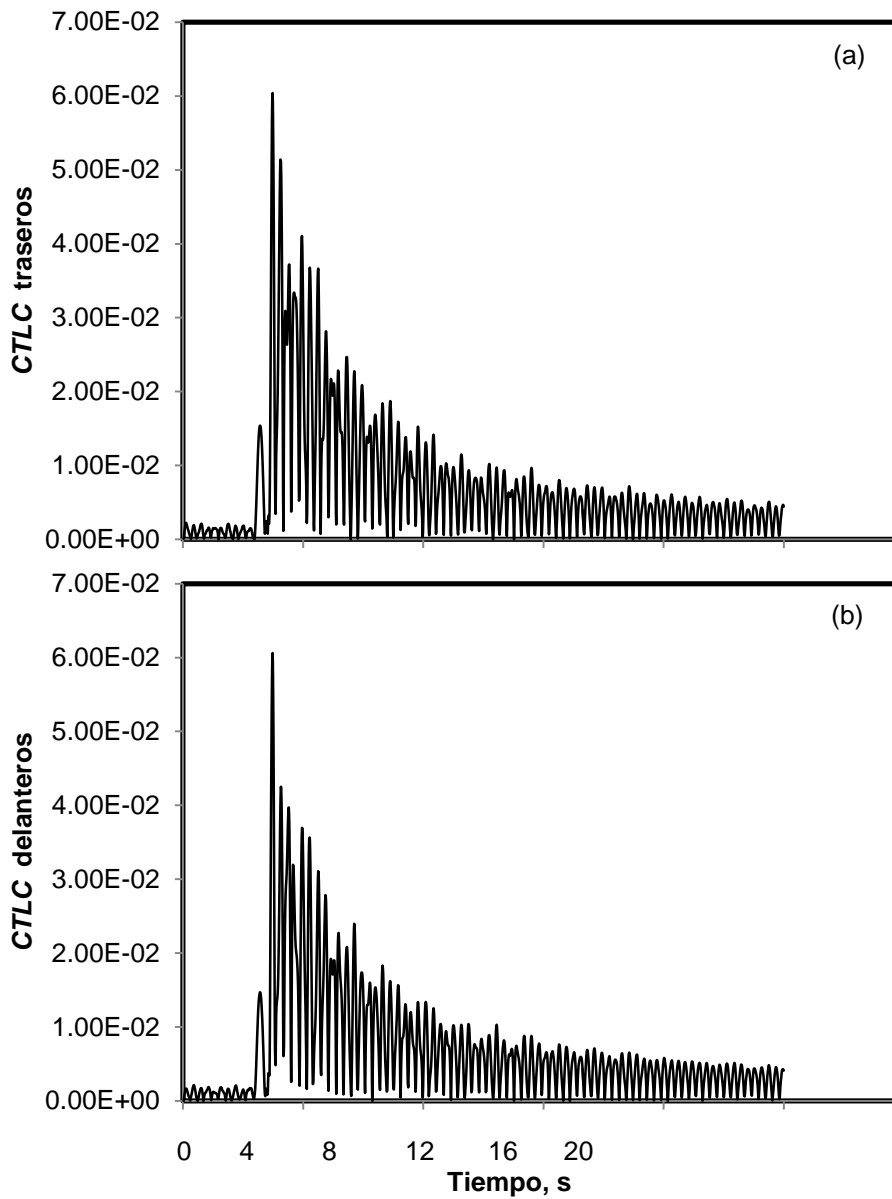 7.00E-02
(a)
6.00E-02
5.00E-02
4.00E-02
3.00E-02
2.00E-02
1.00E-02
0.00E+00
CTLC traseros
7.00E-02
(b)
6.00E-02
5.00E-02
4.00E-02
3.00E-02
2.00E-02
1.00E-02
0.00E+00
CTLC delanteros
0 4 8 12 16 20
Tiempo, s